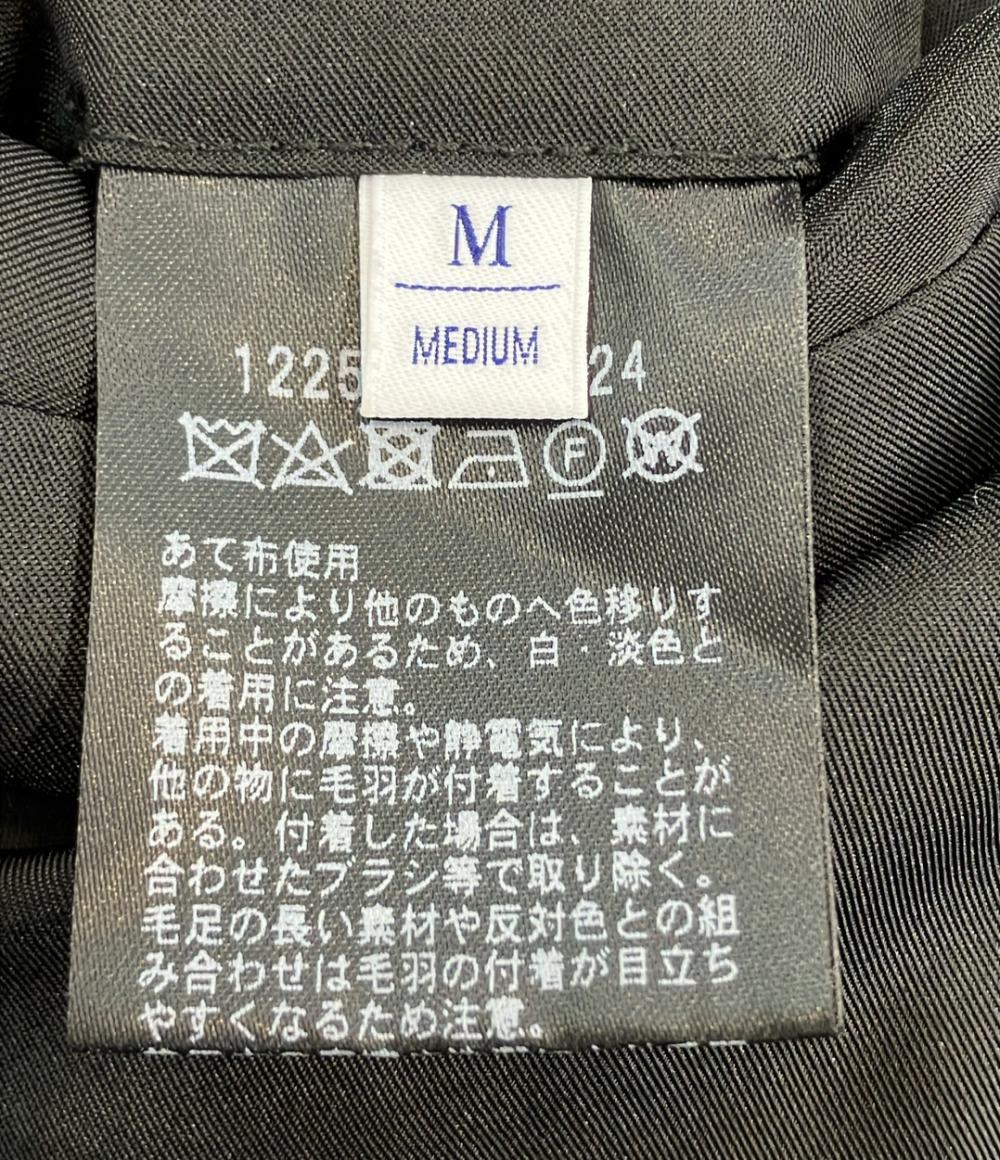 M
MEDIUM
1225 24
F W
あて布使用
摩擦により他のものへ色移りす
ることがあるため、白・淡色と
の着用に注意。
着用中の摩擦や静電気により、
他の物に毛羽が付着することが
ある。付着した場合は、素材に
合わせたブラシ等で取り除く。
毛足の長い素材や反対色との組
み合わせは毛羽の付着が目立ち
やすくなるため注意。